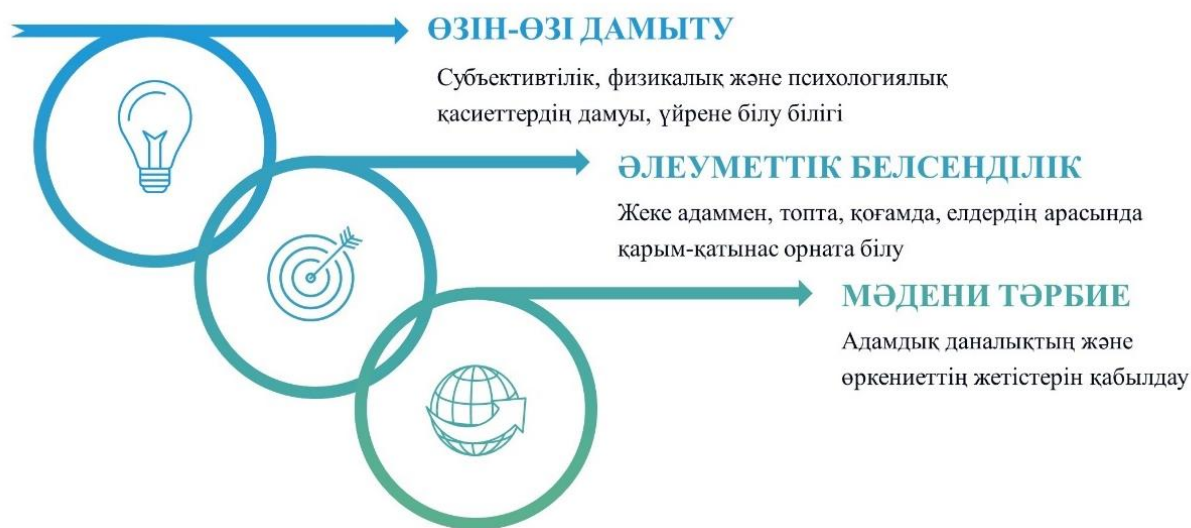 ӨЗІН-ӨЗІ ДАМЫТУ
Субъективтілік, физикалық және психологиялық
қасиеттердің дамуы, үйрене білу білігі
ӘЛЕУМЕТТІК БЕЛСЕНДІЛІК
Жеке адаммен, топта, қоғамда, елдердің арасында
қарым-қатынас орната білу
МӘДЕНИ ТӘРБИЕ
Адамдық даналықтың және
өркениеттің жетістерін қабылдау